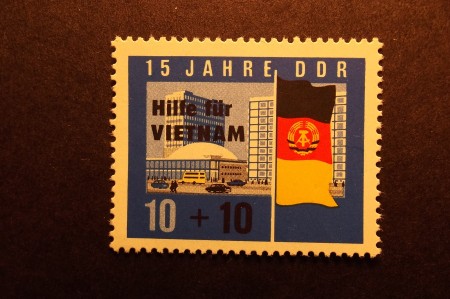 15 JAHRE DDR
Hilfe für
VIETNAM
10 + 10